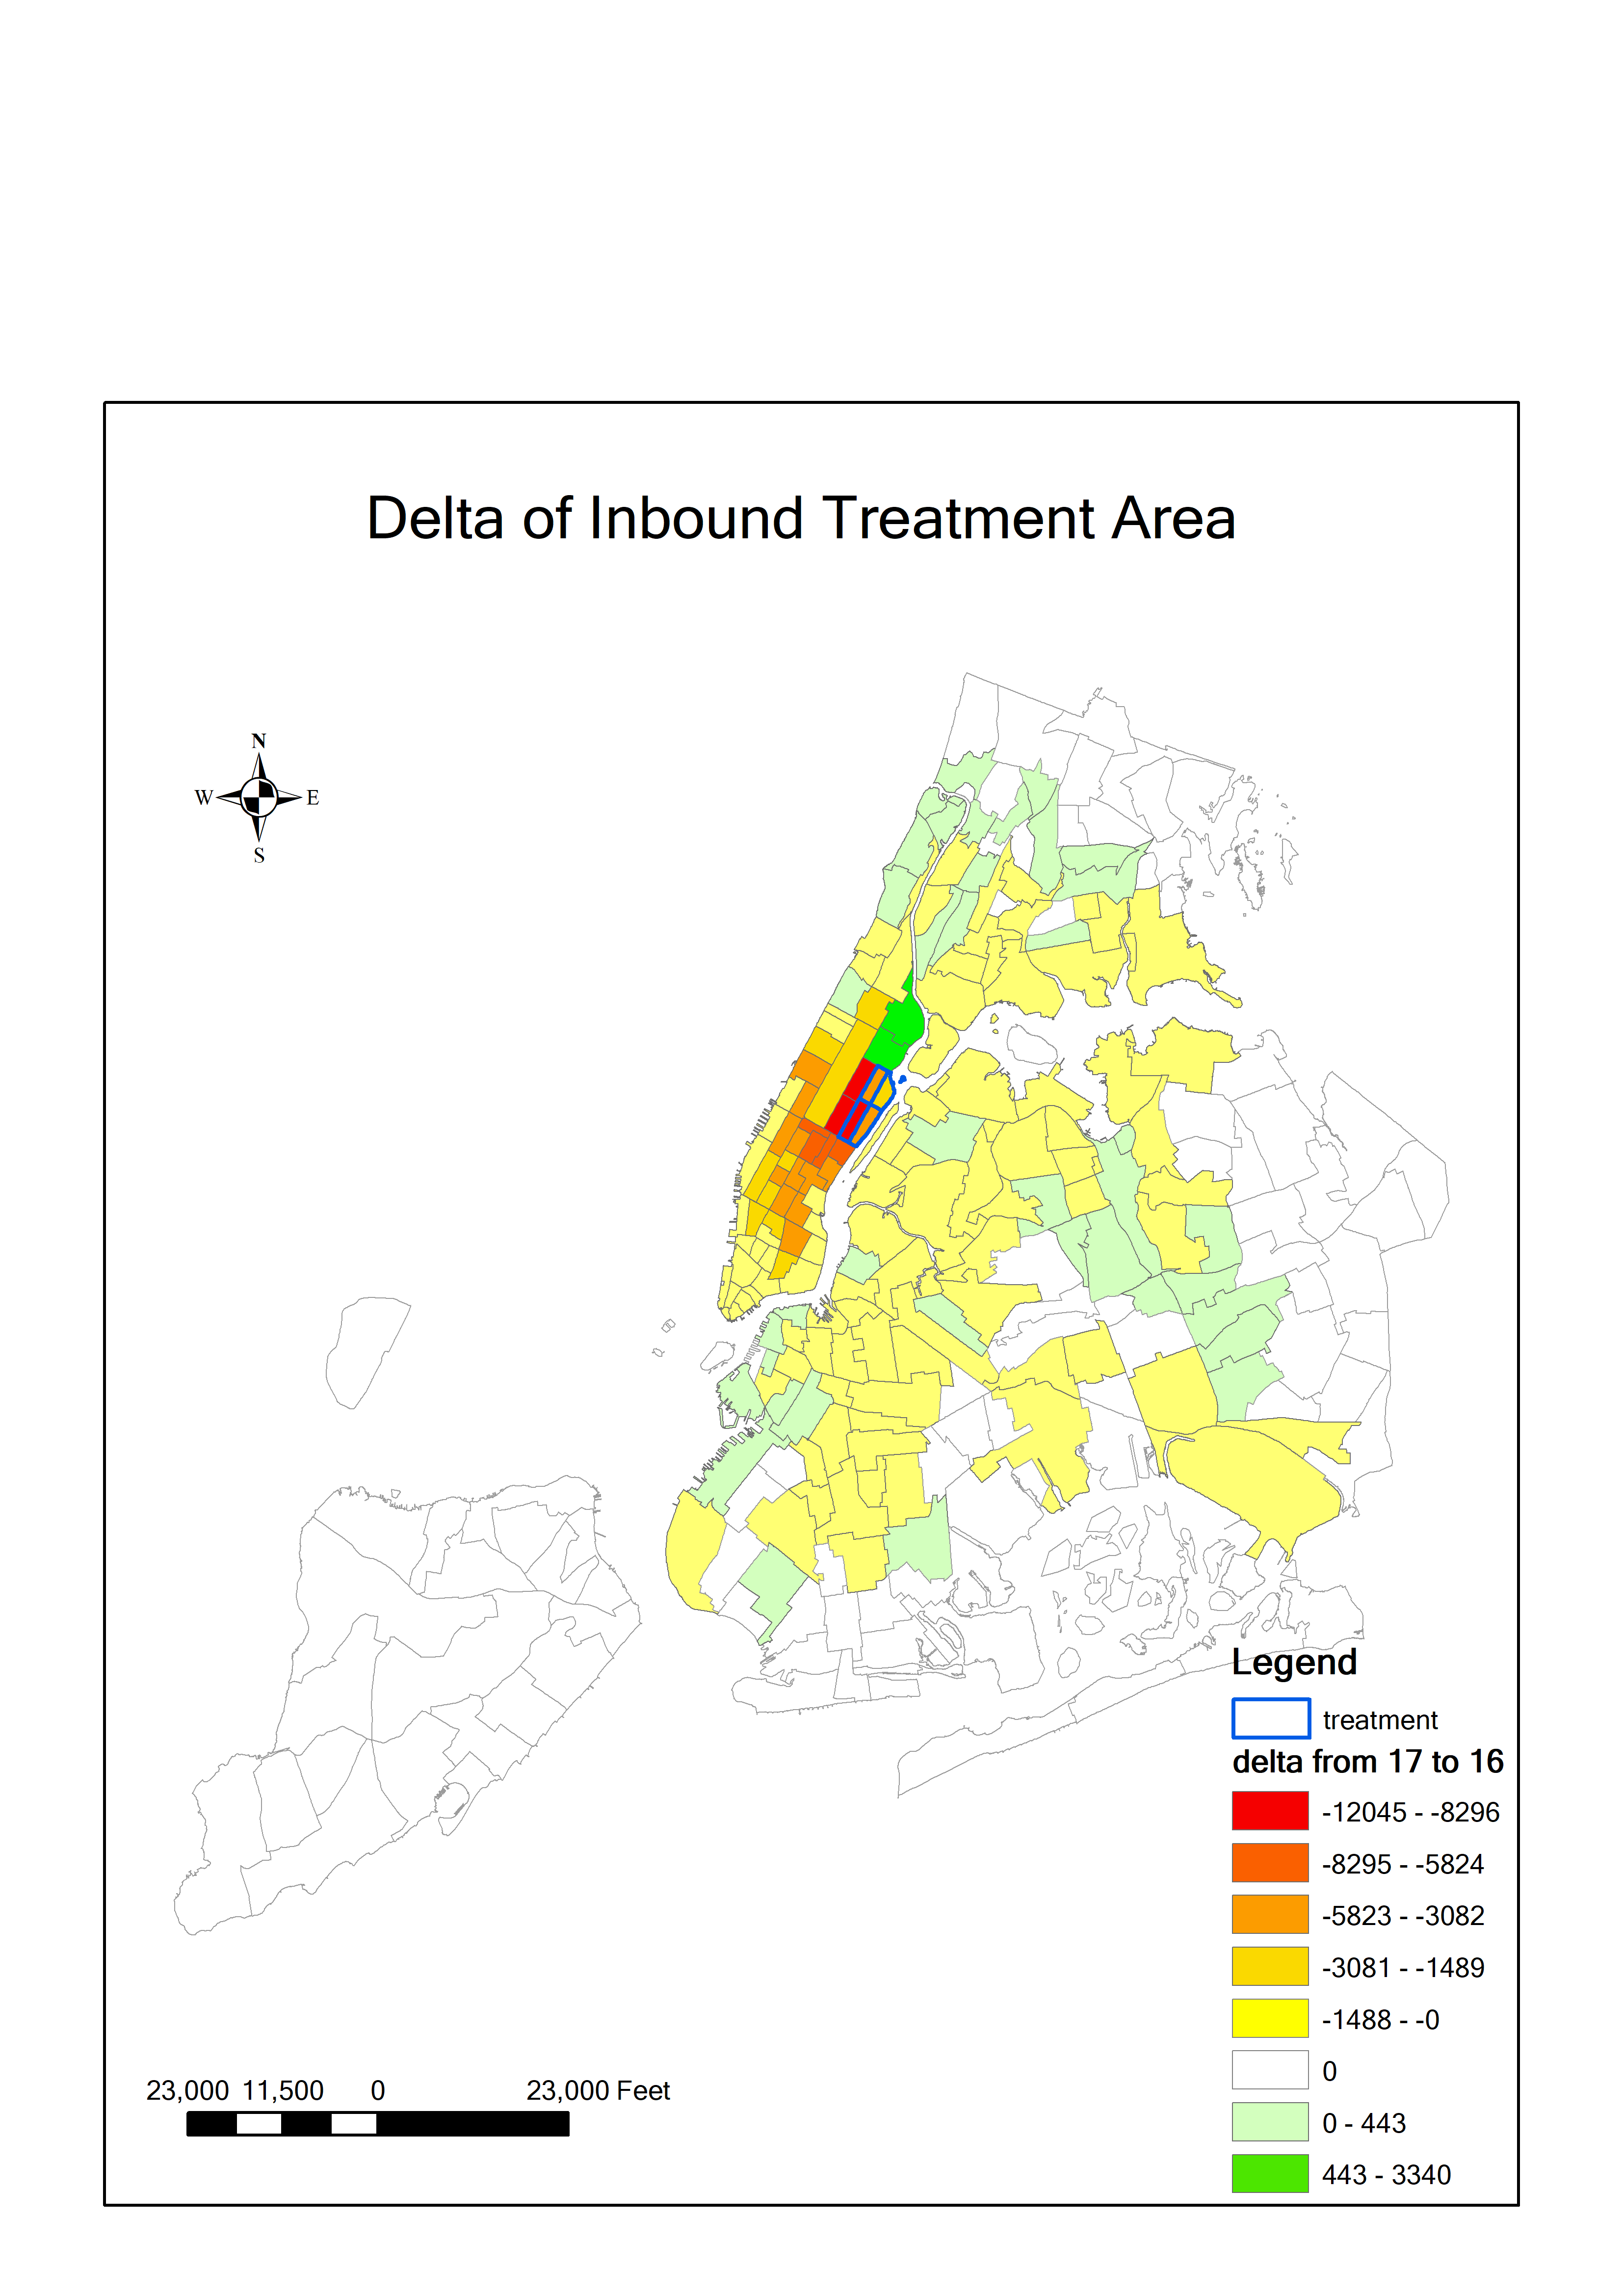 Delta of Inbound Treatment Area
N
W E
S
Legend
treatment
delta from 17 to 16
-12045 - -8296
-8295 - -5824
-5823 - -3082
-3081 - -1489
-1488 - -0
0
0 - 443
443 - 3340
23,000 11,500 0 23,000 Feet